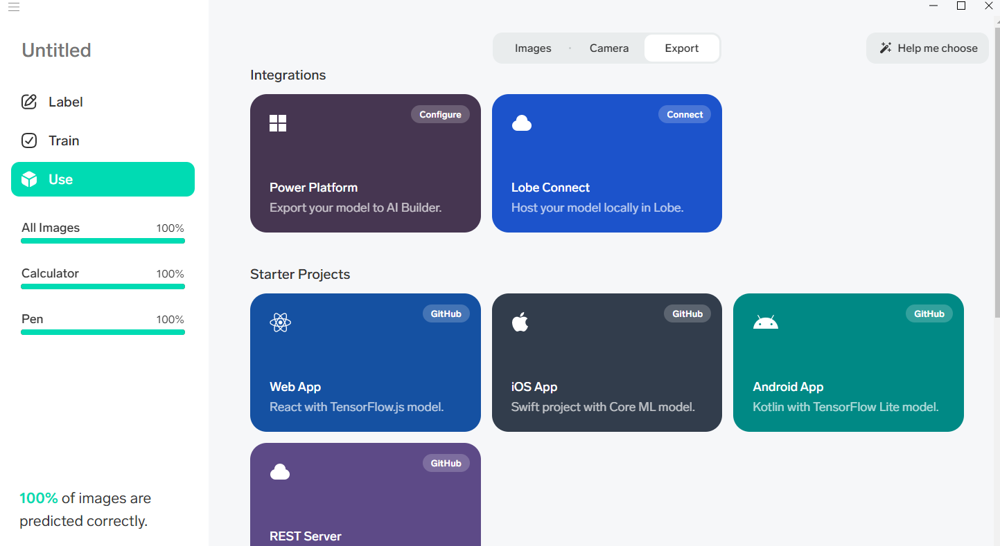 Untitled
Label
Train
Use
All Images 100%
Calculator 100%
Pen 100%
100% of images are
predicted correctly.
Images Camera Export
Help me choose
Integrations
Configure
Power Platform
Export your model to AI Builder.
Connect
Lobe Connect
Host your model locally in Lobe.
Starter Projects
GitHub
Web App
React with TensorFlow.js model.
GitHub
iOS App
Swift project with Core ML model.
GitHub
Android App
Kotlin with TensorFlow Lite model.
GitHub
REST Server